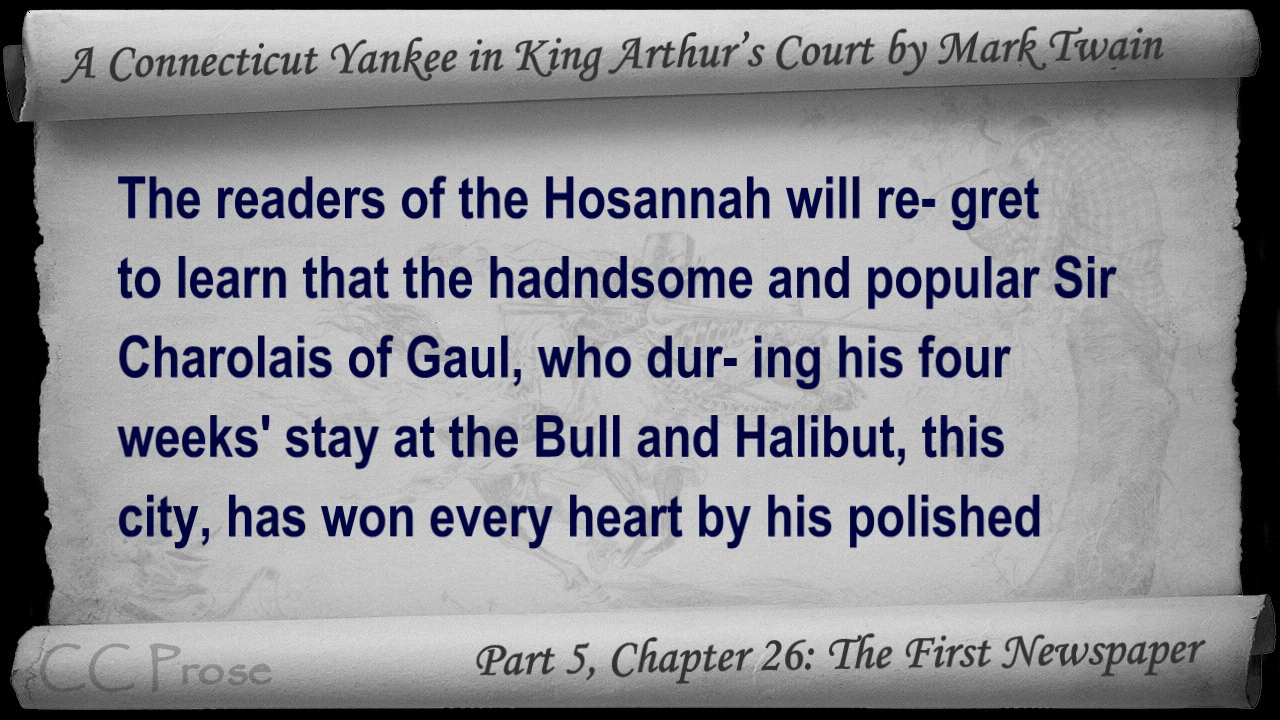 A Connecticut Yankee in King Arthur's Court by Mark Twain
The readers of the Hosannah will re- gret
to learn that the hadndsome and popular Sir
Charolais of Gaul, who dur- ing his four
weeks' stay at the Bull and Halibut, this
city, has won every heart by his polished
CC Prose
Part 5, Chapter 26: The First Newspaper